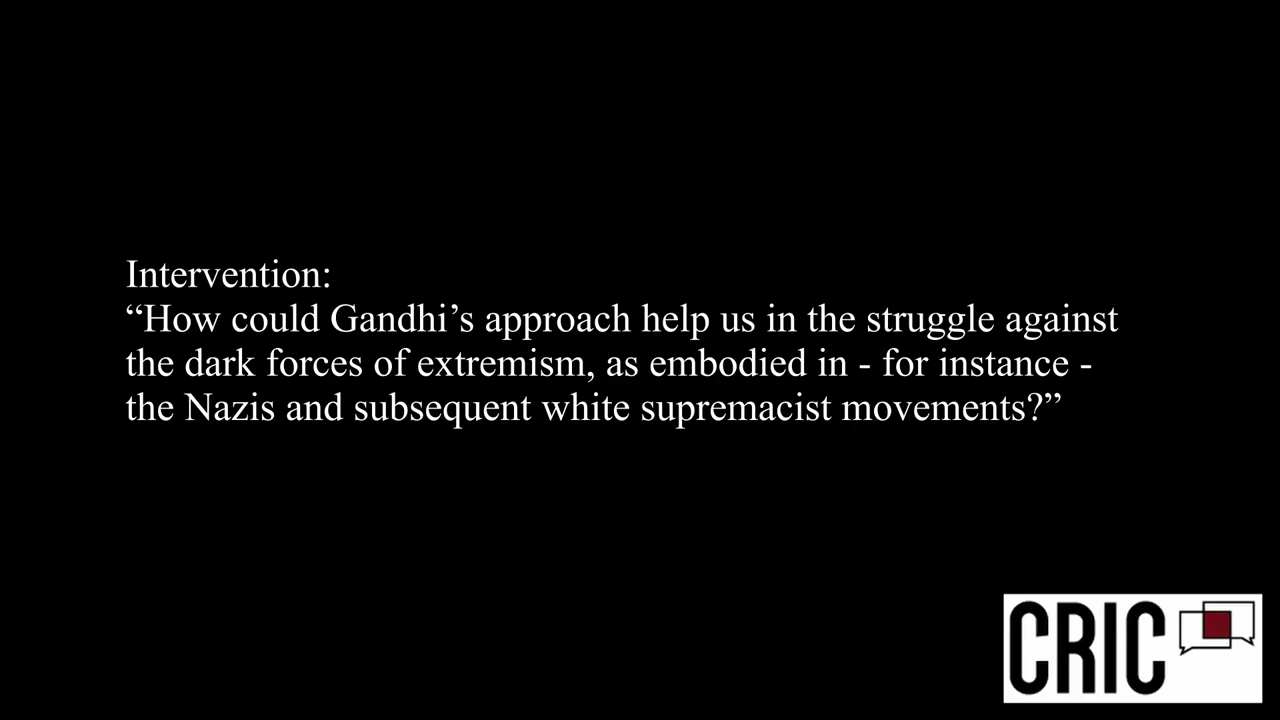 Intervention:
“How could Gandhi’s approach help us in the struggle against
the dark forces of extremism, as embodied in - for instance -
the Nazis and subsequent white supremacist movements?”
CRIC